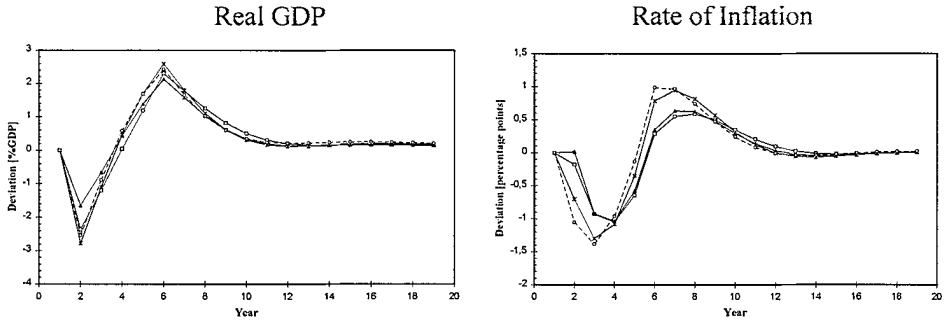 Real GDP
Rate of Inflation
Deviation [%GDP]
3
2
1
0
-1
-2
-3
-4
0 2 4 6 8 10 12 14 16 18 20
Year
Deviation [percentage points]
1,5
1
0,5
0
-0,5
-1
-1,5
-2
0 2 4 6 8 10 12 14 16 18 20
Year